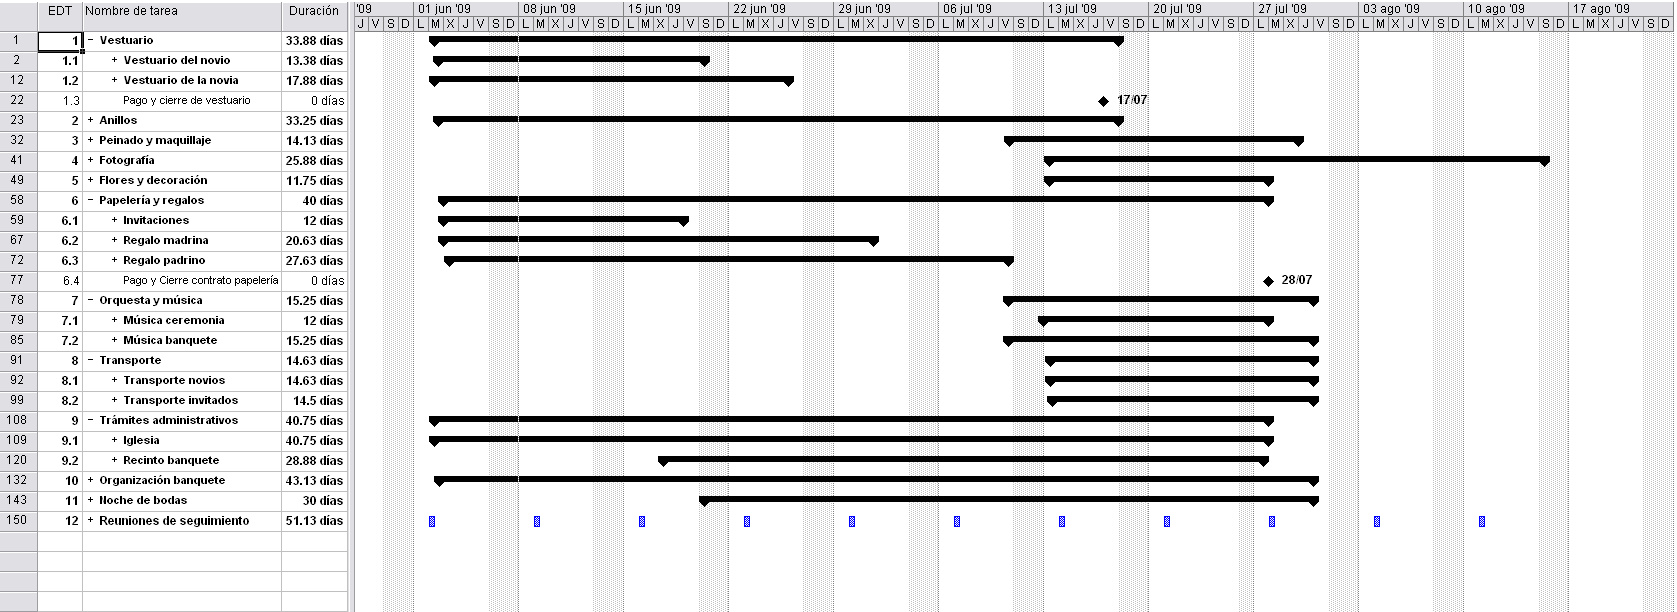 EDT Nombre de tarea Duración '09 01 jun '09 08 jun '09 15 jun '09 22 jun '09 29 jun '09 06 jul '09 13 jul '09 20 jul '09 27 jul '09 03 ago '09 10 ago '09 17 ago '09
J V S D L M X J V S D L M X J V S D L M X J V S D L M X J V S D L M X J V S D L M X J V S D L M X J V S D L M X J V S D L M X J V S D L M X J V S D L M X J V S D L M X J V S D
1 1 − Vestuario 33.88 días
2 1.1 + Vestuario del novio 13.38 días
12 1.2 + Vestuario de la novia 17.88 días
22 1.3 Pago y cierre de vestuario 0 días 17/07
23 2 + Anillos 33.25 días
32 3 + Peinado y maquillaje 14.13 días
41 4 + Fotografía 25.88 días
49 5 + Flores y decoración 11.75 días
58 6 − Papelería y regalos 40 días
59 6.1 + Invitaciones 12 días
67 6.2 + Regalo madrina 20.63 días
72 6.3 + Regalo padrino 27.63 días
77 6.4 Pago y Cierre contrato papelería 0 días 28/07
78 7 − Orquesta y música 15.25 días
79 7.1 + Música ceremonia 12 días
85 7.2 + Música banquete 15.25 días
91 8 − Transporte 14.63 días
92 8.1 + Transporte novios 14.63 días
99 8.2 + Transporte invitados 14.5 días
108 9 − Trámites administrativos 40.75 días
109 9.1 + Iglesia 40.75 días
120 9.2 + Recinto banquete 28.88 días
132 10 + Organización banquete 43.13 días
143 11 + Noche de bodas 30 días
150 12 + Reuniones de seguimiento 51.13 días